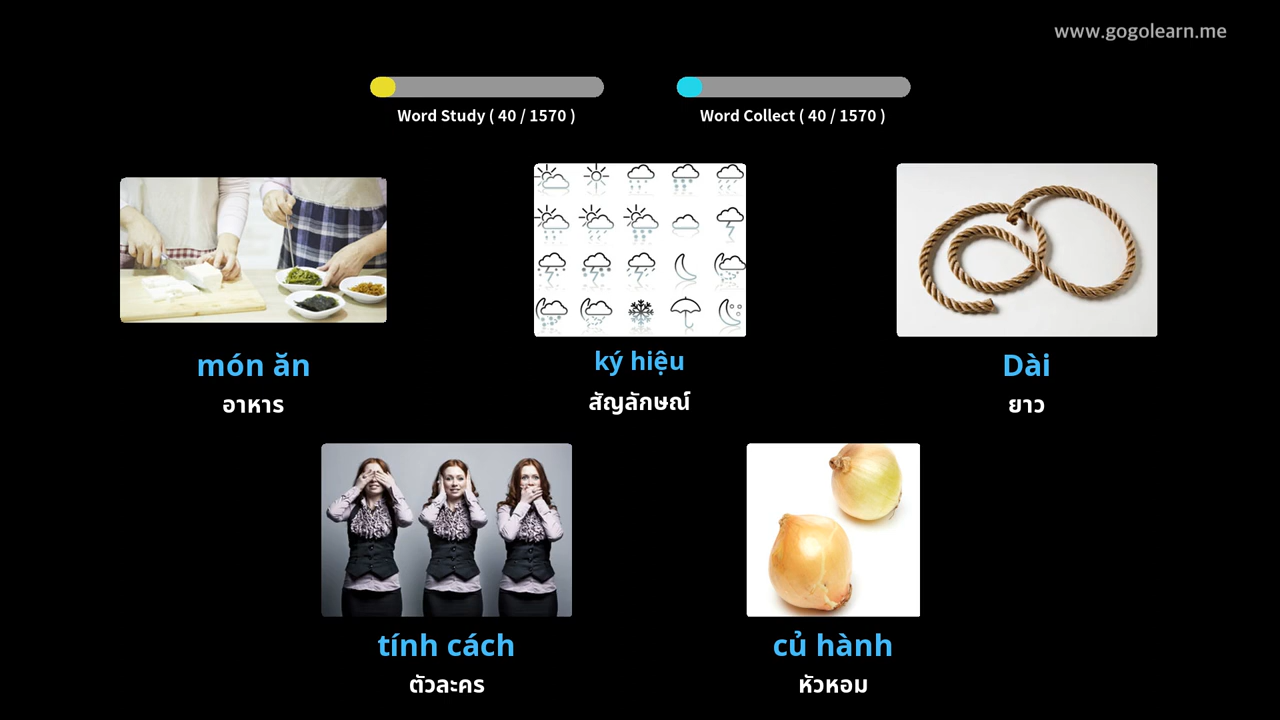 www.gogolearn.me
Word Study ( 40 / 1570 )
Word Collect ( 40 / 1570 )
món ăn
อาหาร
ký hiệu
สัญลักษณ์
Dài
ยาว
tính cách
ตัวละคร
củ hành
หัวหอม